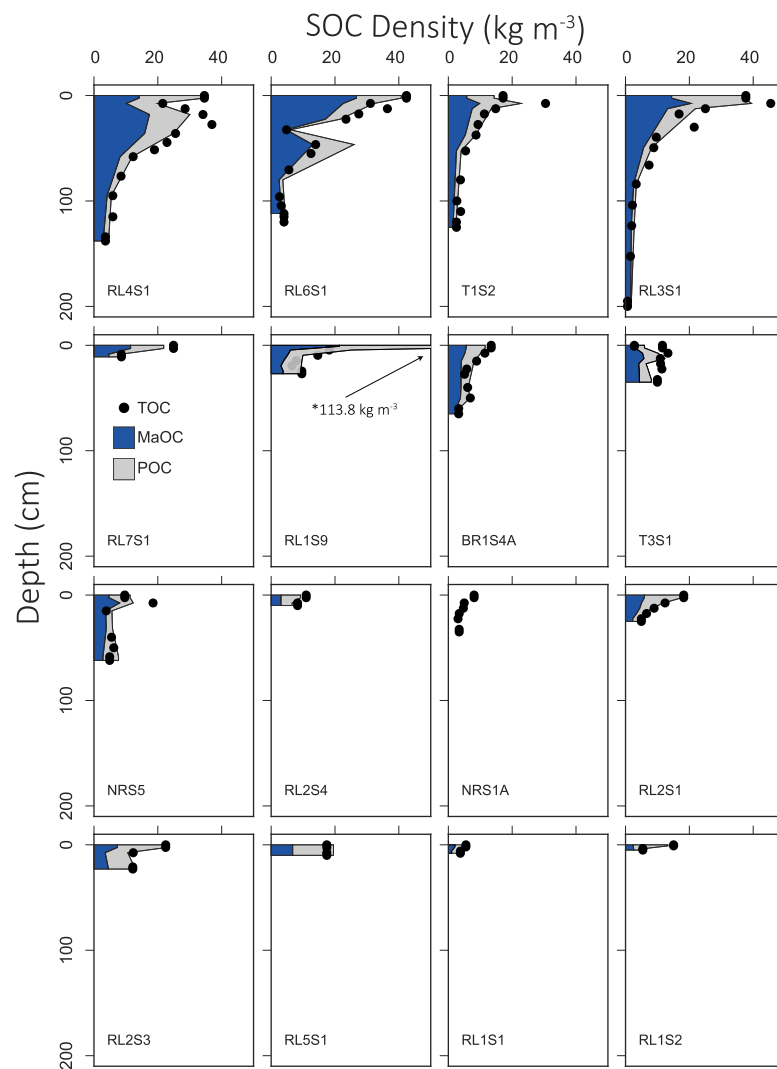 SOC Density (kg m-3)
0 20 40 0 20 40 0 20 40 0 20 40
Depth (cm)
0
100
200
RL4S1
RL6S1
T1S2
RL3S1
0
100
200
TOC
MaOC
POC
*113.8 kg m-3
RL7S1
RL1S9
BR1S4A
T3S1
0
100
200
NRS5
RL2S4
NRS1A
RL2S1
0
100
200
RL2S3
RL5S1
RL1S1
RL1S2